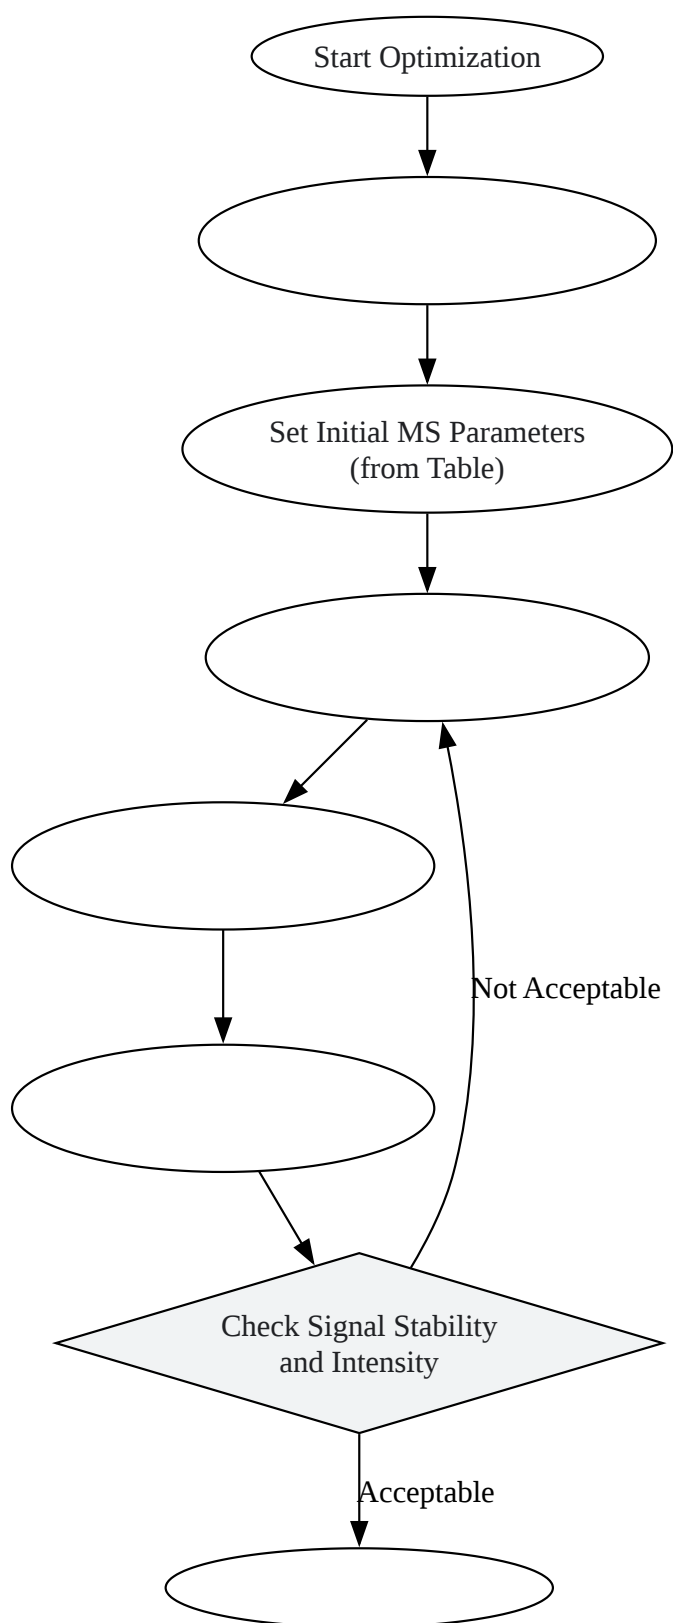 Start Optimization
Set Initial MS Parameters
(from Table)
Not Acceptable
Check Signal Stability
and Intensity
Acceptable